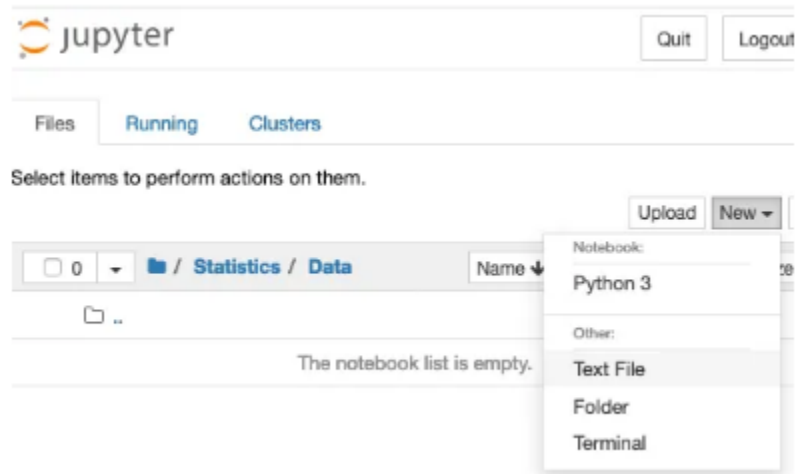 jupyter
Quit Logout
Files Running Clusters
Select items to perform actions on them.
Upload New
0 / Statistics / Data Name
..
The notebook list is empty.
Notebook:
Python 3
Other:
Text File
Folder
Terminal